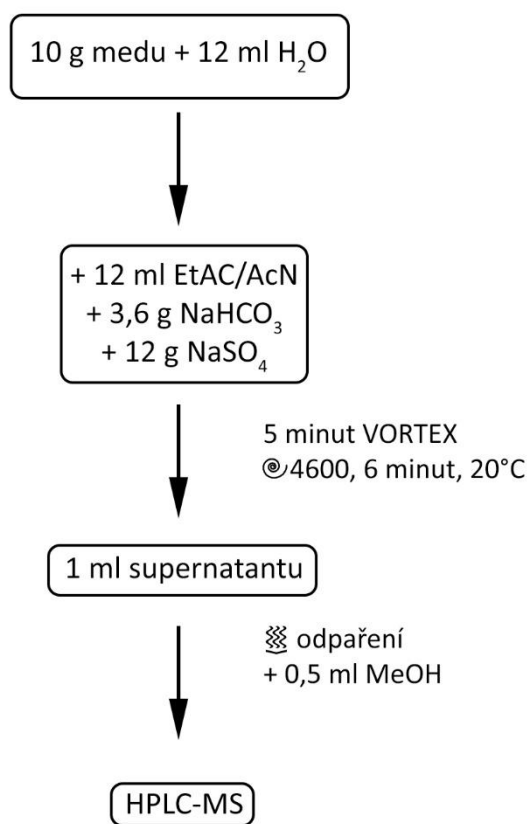 10 g medu + 12 ml H₂O
+ 12 ml EtAC/AcN
+ 3,6 g NaHCO₃
+ 12 g NaSO₄
5 minut VORTEX
4600, 6 minut, 20°C
1 ml supernatantu
odpaření
+ 0,5 ml MeOH
HPLC-MS